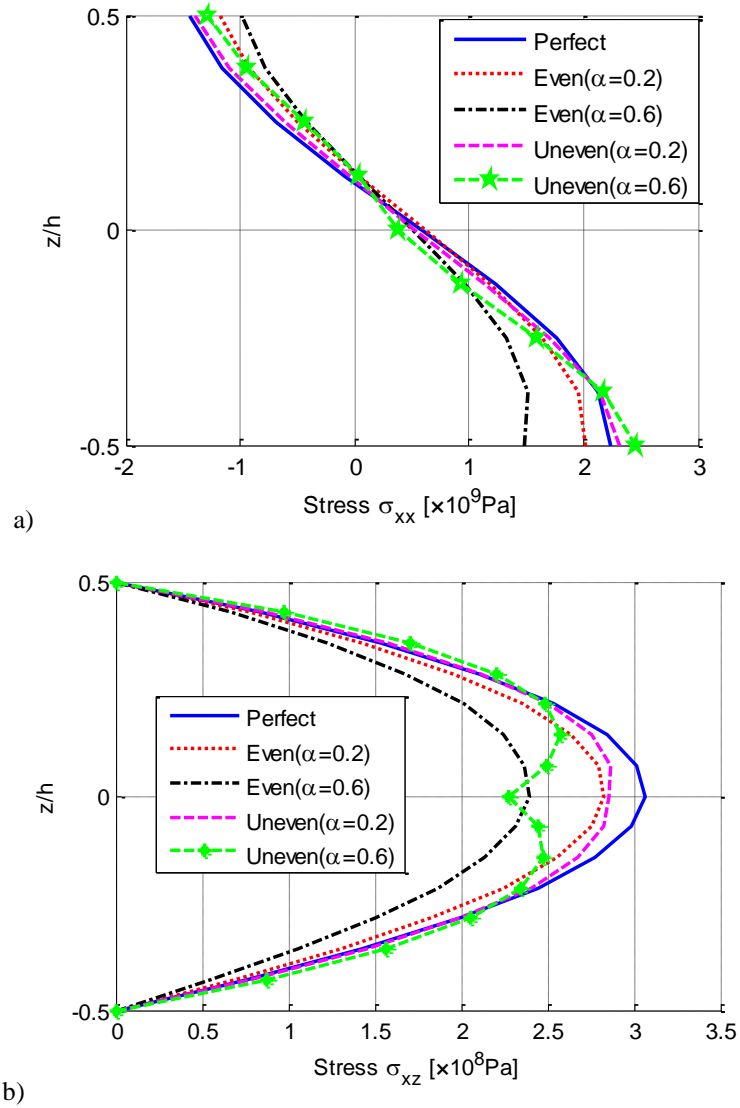 0.5
0
-0.5
z/h
Perfect
Even(α=0.2)
Even(α=0.6)
Uneven(α=0.2)
Uneven(α=0.6)
-2 -1 0 1 2 3
Stress σxx [×10⁹Pa]
a)
0.5
0
-0.5
z/h
Perfect
Even(α=0.2)
Even(α=0.6)
Uneven(α=0.2)
Uneven(α=0.6)
0 0.5 1 1.5 2 2.5 3 3.5
Stress σxz [×10⁸Pa]
b)